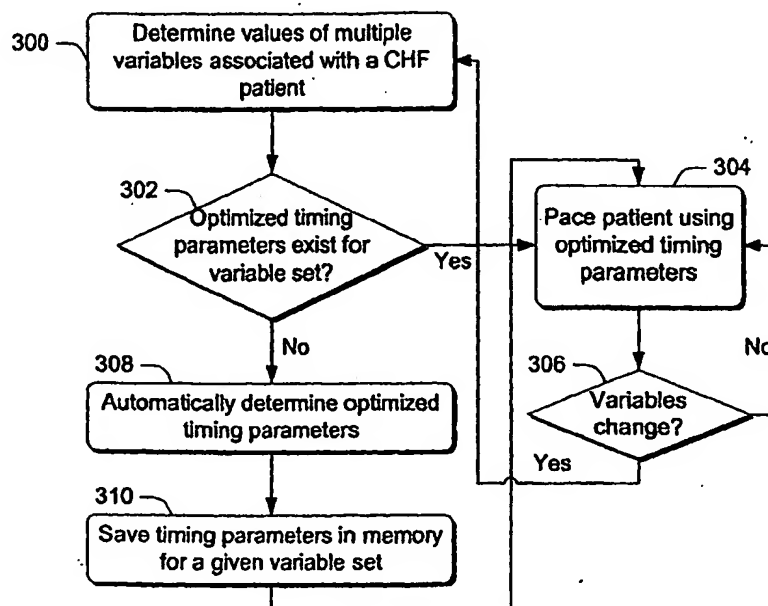 300
Determine values of multiple
variables associated with a CHF
patient
302
Optimized timing
parameters exist for
variable set?
Yes
No
304
Pace patient using
optimized timing
parameters
306
Variables
change?
No
Yes
308
Automatically determine optimized
timing parameters
310
Save timing parameters in memory
for a given variable set